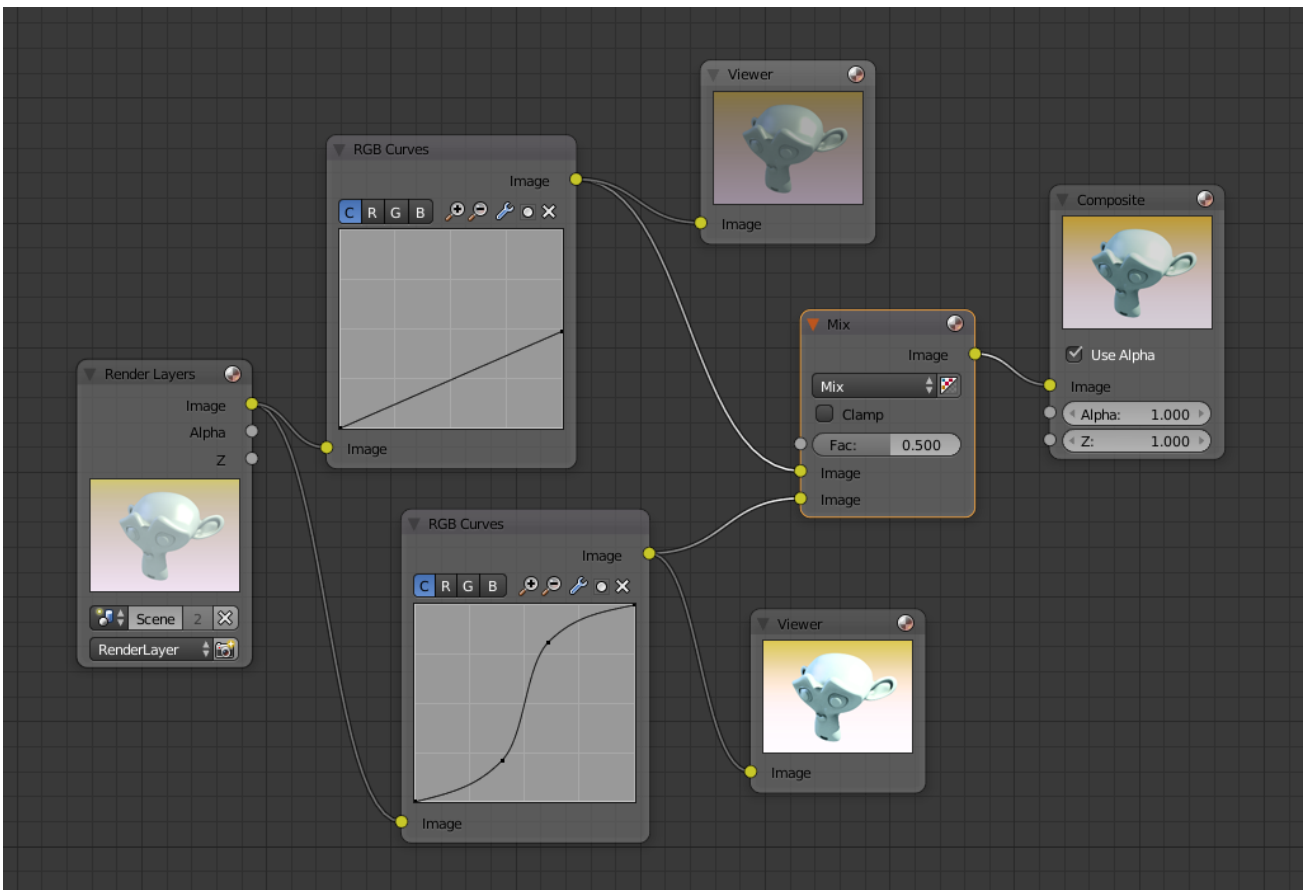 Viewer
Image
RGB Curves
Image
C R G B
Image
Composite
Use Alpha
Image
Alpha: 1.000
Z: 1.000
Mix
Image
Mix
Clamp
Fac: 0.500
Image
Image
Render Layers
Image
Alpha
Z
Scene 2
RenderLayer
RGB Curves
Image
C R G B
Image
Viewer
Image